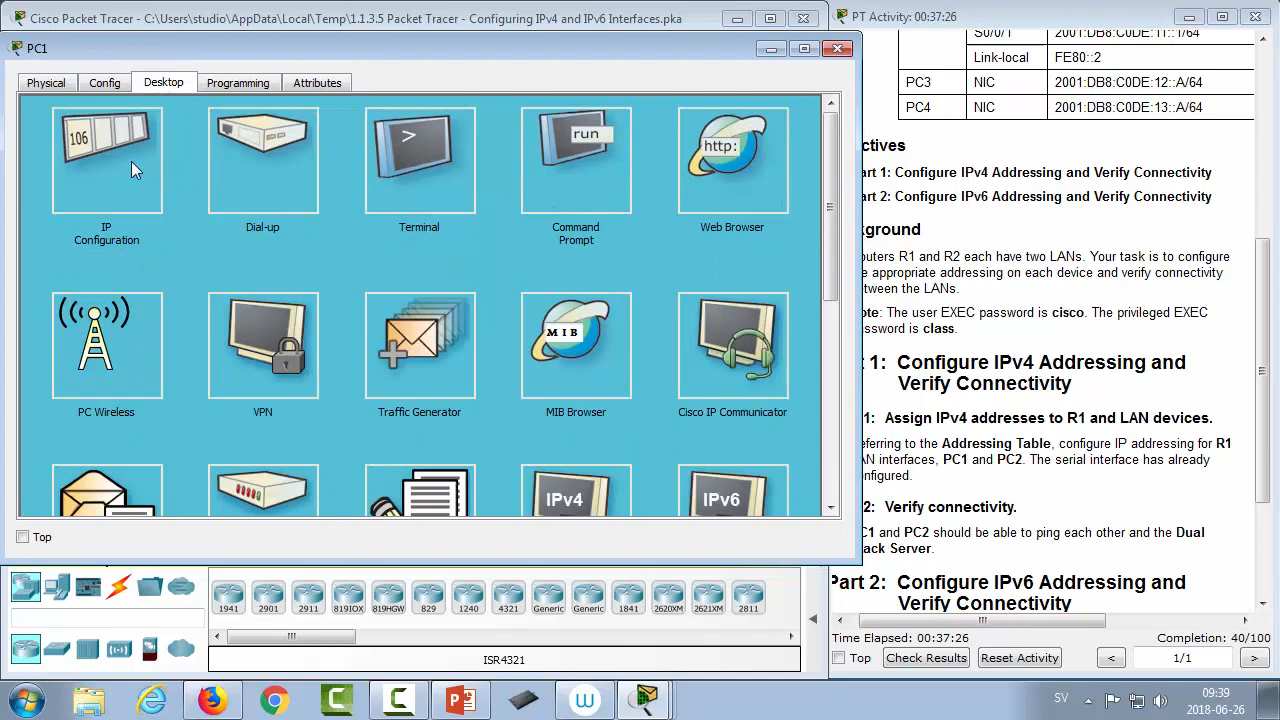 Cisco Packet Tracer - C:\Users\studio\AppData\Local\Temp\1.1.3.5 Packet Tracer - Configuring IPv4 and IPv6 Interfaces.pka
PT Activity: 00:37:26
PC1
Physical Config Desktop Programming Attributes
106
>
run
http:
IP Configuration
Dial-up
Terminal
Command Prompt
Web Browser
MIB
PC Wireless
VPN
Traffic Generator
MIB Browser
Cisco IP Communicator
IPv4
IPv6
Top
S0/0/1 2001:DB8:C0DE:11::1/64
Link-local FE80::2
PC3 NIC 2001:DB8:C0DE:12::A/64
PC4 NIC 2001:DB8:C0DE:13::A/64
ctives
art 1: Configure IPv4 Addressing and Verify Connectivity
art 2: Configure IPv6 Addressing and Verify Connectivity
kground
uters R1 and R2 each have two LANs. Your task is to configure
e appropriate addressing on each device and verify connectivity
etween the LANs.
ote: The user EXEC password is cisco. The privileged EXEC
assword is class.
t 1: Configure IPv4 Addressing and
Verify Connectivity
1: Assign IPv4 addresses to R1 and LAN devices.
eferring to the Addressing Table, configure IP addressing for R1
AN interfaces, PC1 and PC2. The serial interface has already
onfigured.
2: Verify connectivity.
C1 and PC2 should be able to ping each other and the Dual
ack Server.
Part 2: Configure IPv6 Addressing and
Verify Connectivity
Time Elapsed: 00:37:26 Completion: 40/100
Top Check Results Reset Activity < 1/1 >
1941 2901 2911 819IOX 819HGW 829 1240 4321 Generic Generic 1841 2620XM 2621XM 2811
ISR4321
SV
09:39
2018-06-26